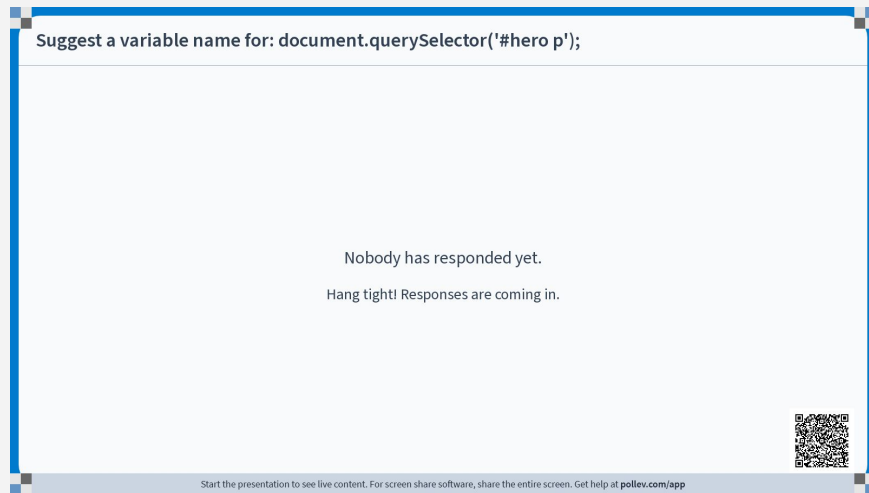 Suggest a variable name for: document.querySelector('#hero p');
Nobody has responded yet.
Hang tight! Responses are coming in.
Start the presentation to see live content. For screen share software, share the entire screen. Get help at pollev.com/app